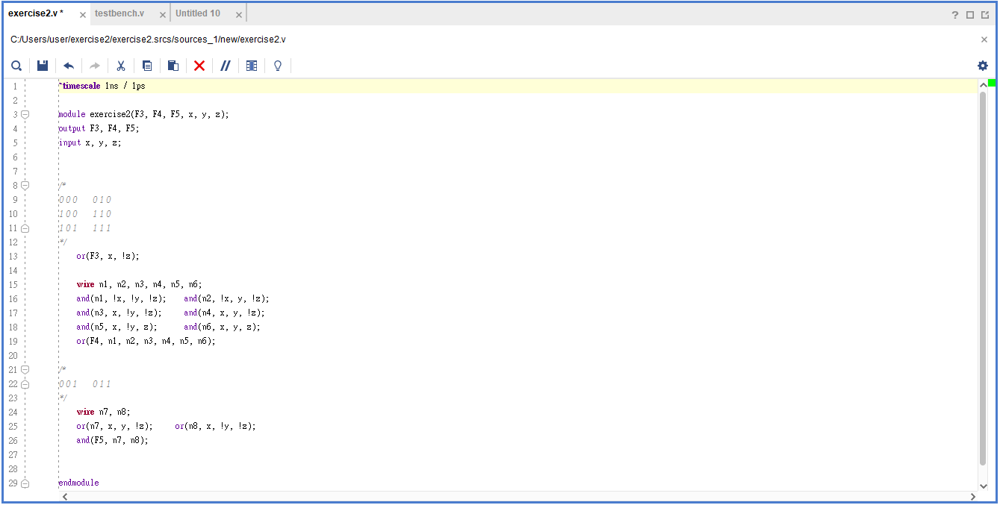 exercise2.v * × testbench.v × Untitled 10 × ?
C:/Users/user/exercise2/exercise2.srcs/sources_1/new/exercise2.v ×
1 `timescale 1ns / 1ps
2
3 module exercise2(F3, F4, F5, x, y, z);
4 output F3, F4, F5;
5 input x, y, z;
6
7
8 /*
9 000 010
10 100 110
11 101 111
12 */
13 or(F3, x, !z);
14
15 wire n1, n2, n3, n4, n5, n6;
16 and(n1, !x, !y, !z); and(n2, !x, y, !z);
17 and(n3, x, !y, !z); and(n4, x, y, !z);
18 and(n5, x, !y, z); and(n6, x, y, z);
19 or(F4, n1, n2, n3, n4, n5, n6);
20
21 /*
22 001 011
23 */
24 wire n7, n8;
25 or(n7, x, y, !z); or(n8, x, !y, !z);
26 and(F5, n7, n8);
27
28
29 endmodule